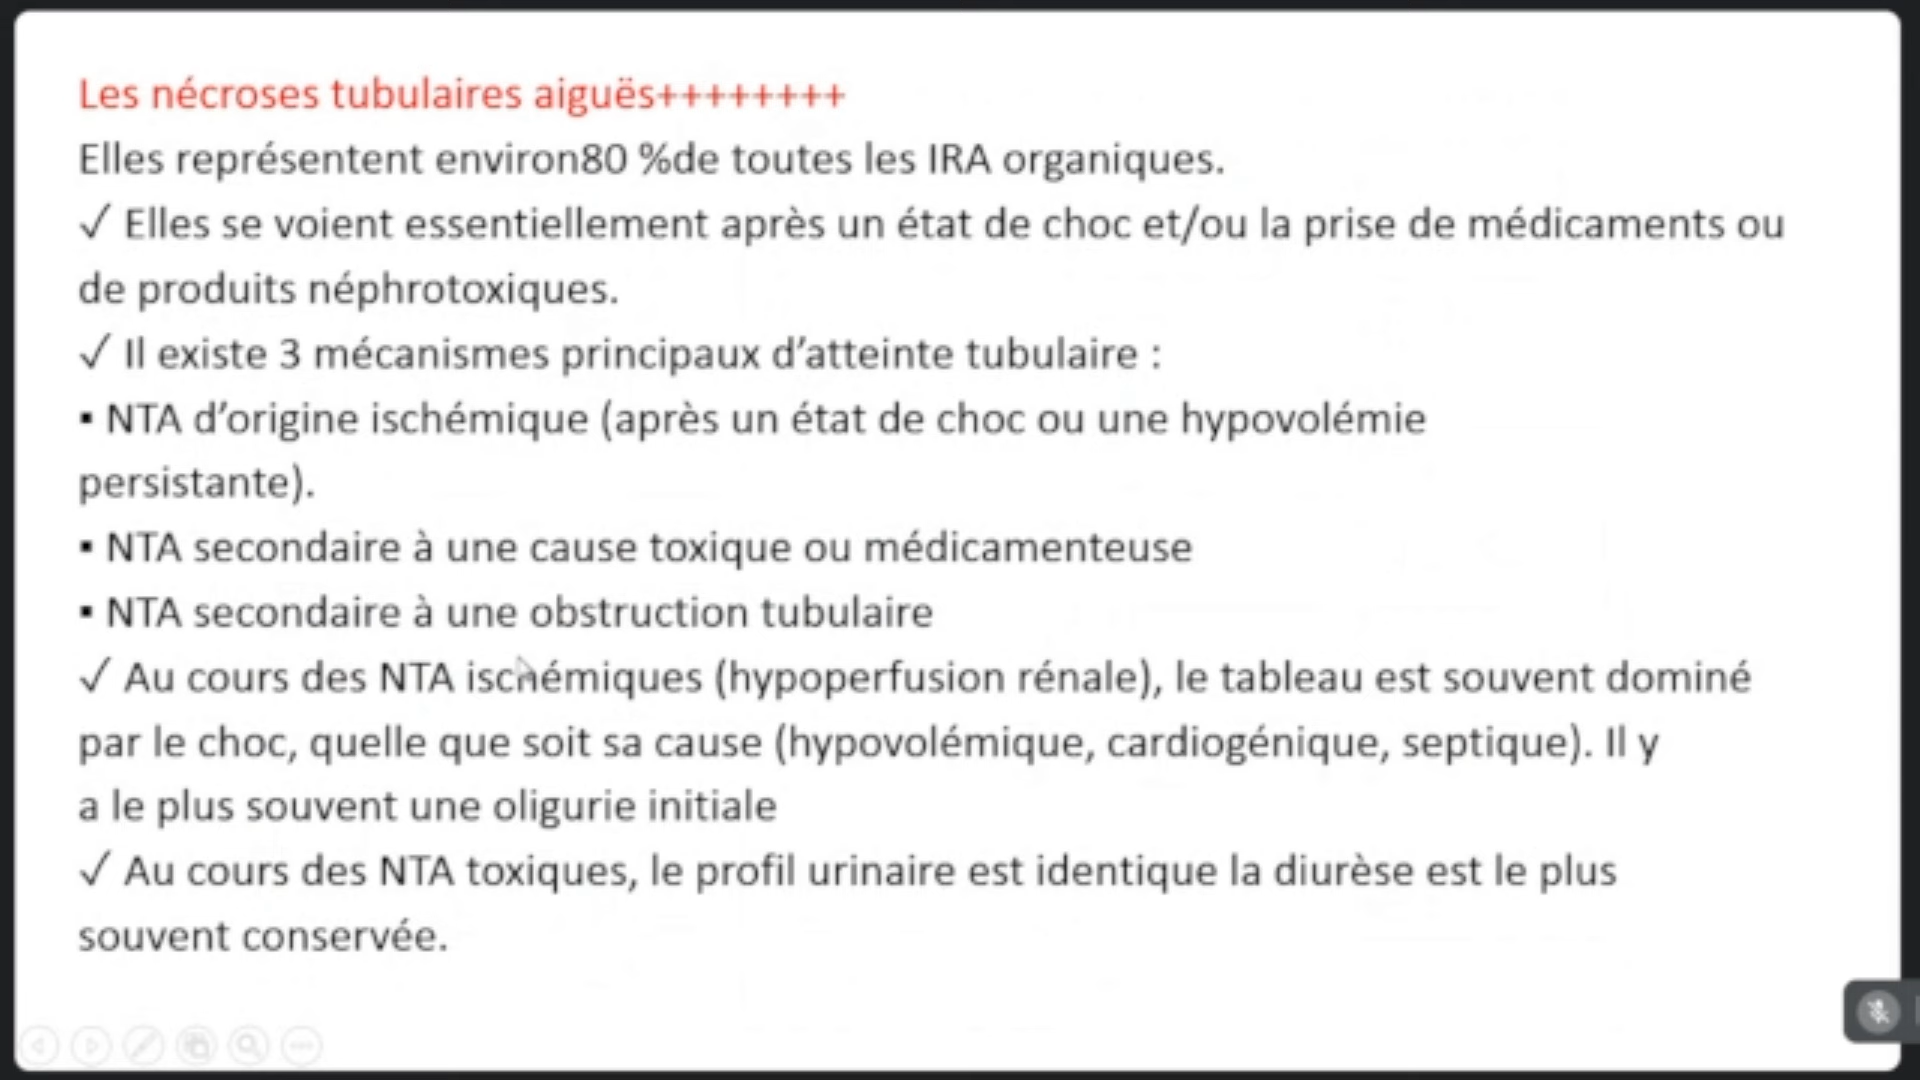 Les nécroses tubulaires aiguës++++++++
Elles représentent environ80 %de toutes les IRA organiques.
✓ Elles se voient essentiellement après un état de choc et/ou la prise de médicaments ou
de produits néphrotoxiques.
✓ Il existe 3 mécanismes principaux d’atteinte tubulaire :
▪ NTA d’origine ischémique (après un état de choc ou une hypovolémie
persistante).
▪ NTA secondaire à une cause toxique ou médicamenteuse
▪ NTA secondaire à une obstruction tubulaire
✓ Au cours des NTA ischémiques (hypoperfusion rénale), le tableau est souvent dominé
par le choc, quelle que soit sa cause (hypovolémique, cardiogénique, septique). Il y
a le plus souvent une oligurie initiale
✓ Au cours des NTA toxiques, le profil urinaire est identique la diurèse est le plus
souvent conservée.